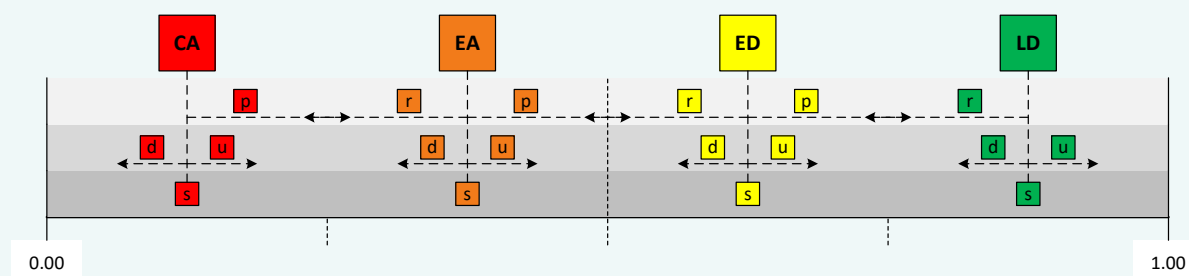 CA EA ED LD
p r p r p r
d u d u d u d u
s s s s
0.00 1.00